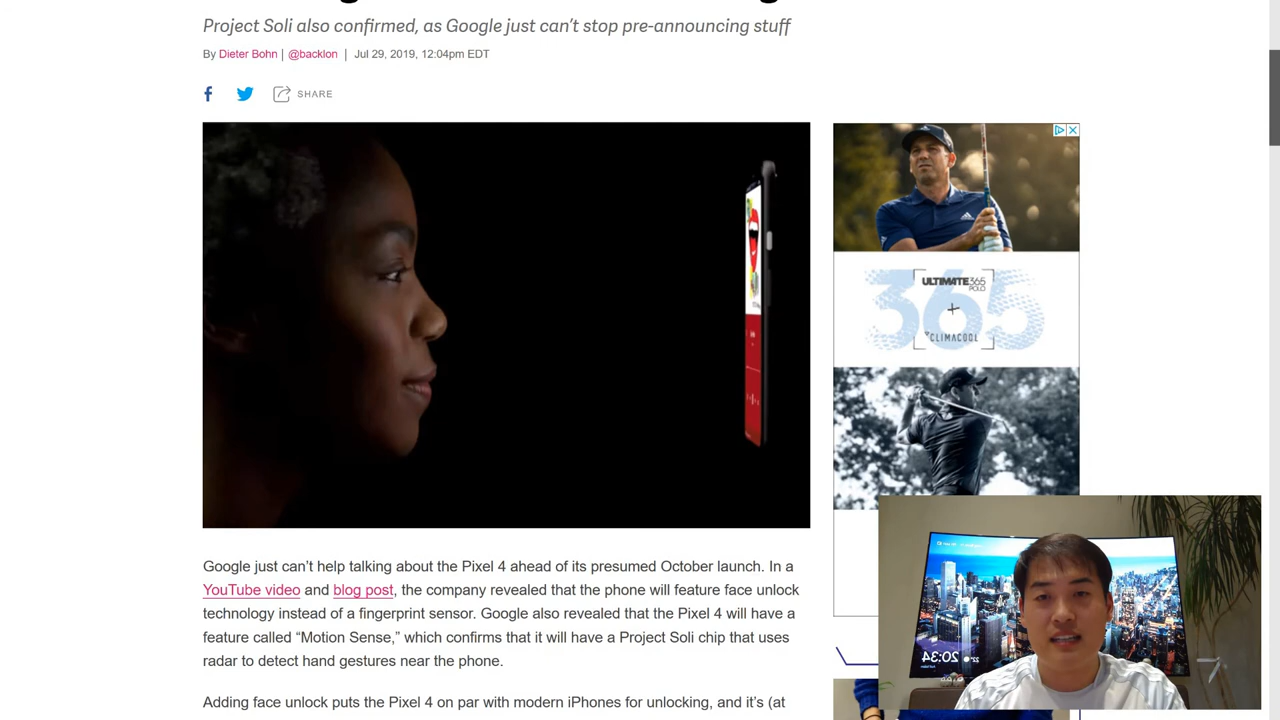 Project Soli also confirmed, as Google just can’t stop pre-announcing stuff
By Dieter Bohn | @backlon | Jul 29, 2019, 12:04pm EDT
SHARE
ULTIMATE365
POLO
365
+
CLIMACOOL
Google just can’t help talking about the Pixel 4 ahead of its presumed October launch. In a
YouTube video and blog post, the company revealed that the phone will feature face unlock
technology instead of a fingerprint sensor. Google also revealed that the Pixel 4 will have a
feature called “Motion Sense,” which confirms that it will have a Project Soli chip that uses
radar to detect hand gestures near the phone.
Adding face unlock puts the Pixel 4 on par with modern iPhones for unlocking, and it’s (at
20:34
22°